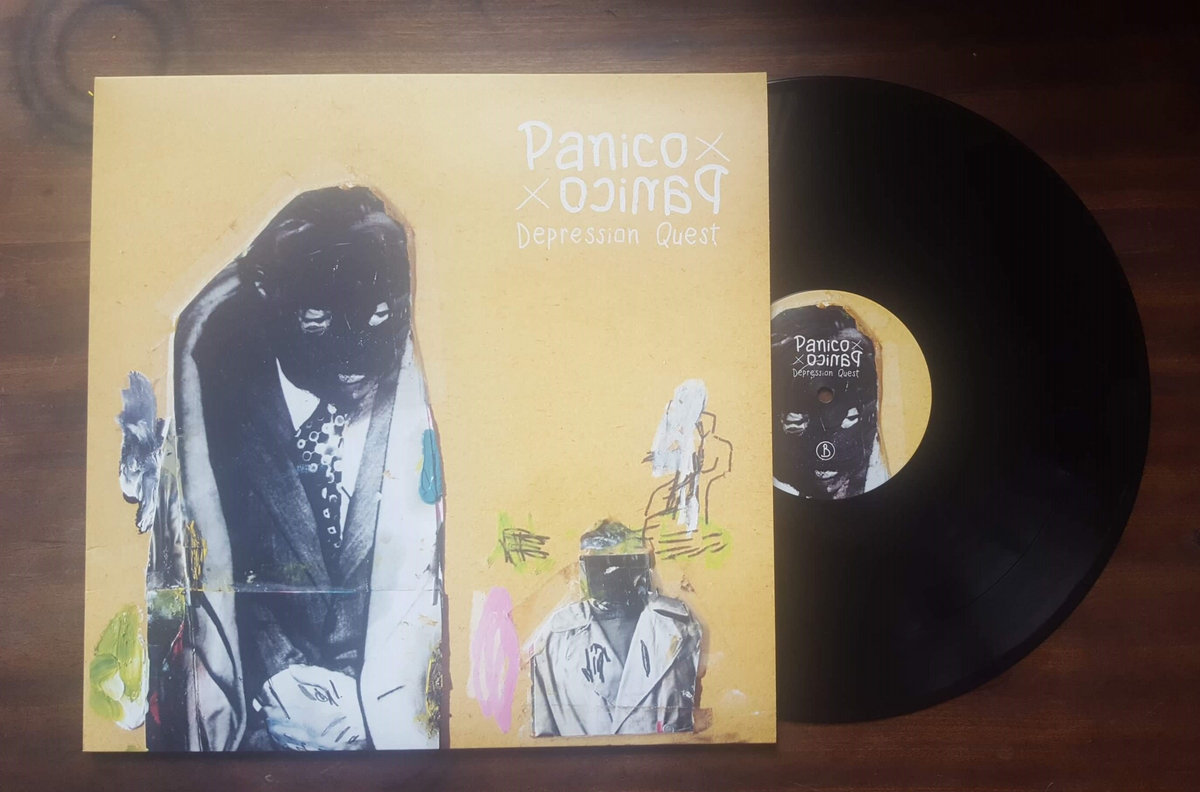 Panico x
x Panico
Depression Quest
Panico x
x Panico
Depression Quest
B